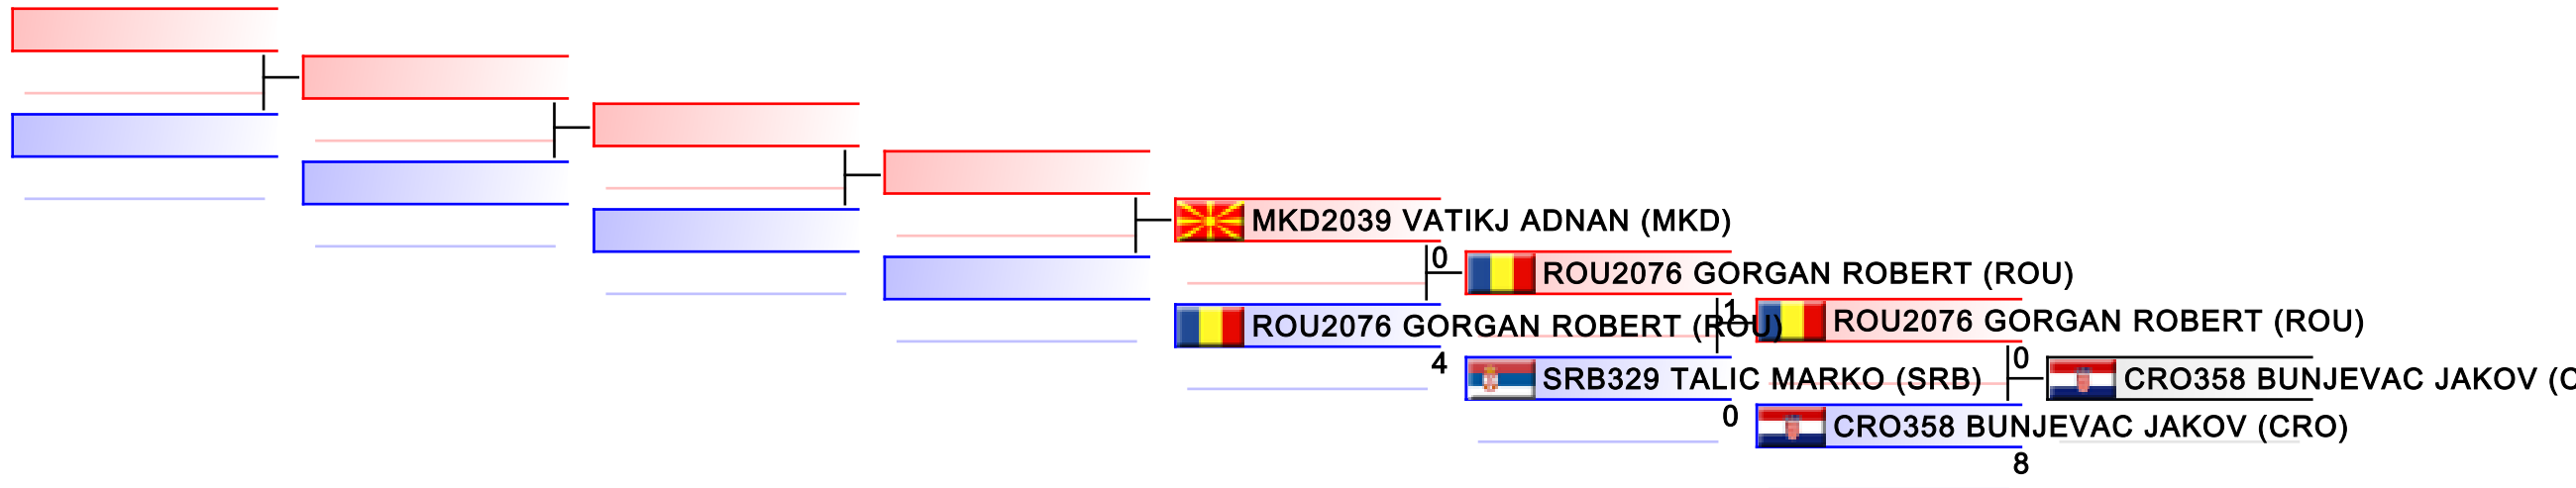 MKD2039 VATIKJ ADNAN (MKD)
0
ROU2076 GORGAN ROBERT (ROU)
4
ROU2076 GORGAN ROBERT (ROU)
1
SRB329 TALIC MARKO (SRB)
0
ROU2076 GORGAN ROBERT (ROU)
0
CRO358 BUNJEVAC JAKOV (CRO)
8
CRO358 BUNJEVAC JAKOV (C